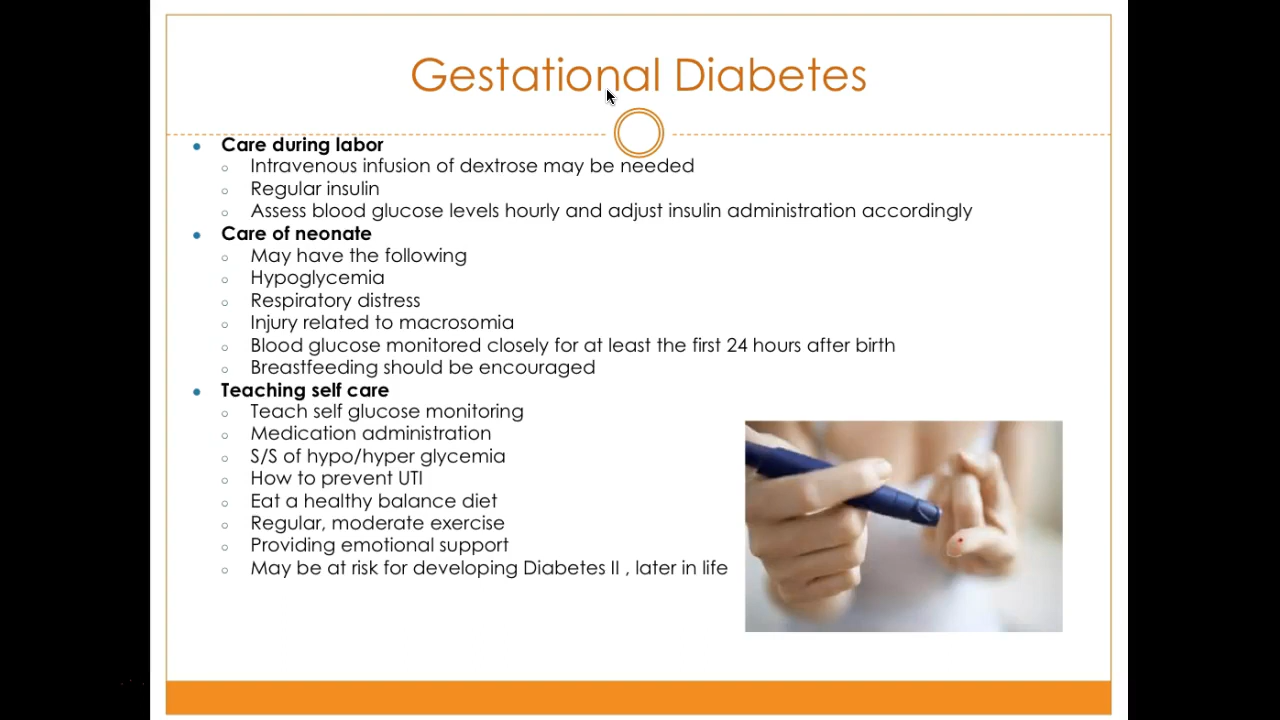 Gestational Diabetes
Care during labor
Intravenous infusion of dextrose may be needed
Regular insulin
Assess blood glucose levels hourly and adjust insulin administration accordingly
Care of neonate
May have the following
Hypoglycemia
Respiratory distress
Injury related to macrosomia
Blood glucose monitored closely for at least the first 24 hours after birth
Breastfeeding should be encouraged
Teaching self care
Teach self glucose monitoring
Medication administration
S/S of hypo/hyper glycemia
How to prevent UTI
Eat a healthy balance diet
Regular, moderate exercise
Providing emotional support
May be at risk for developing Diabetes II , later in life